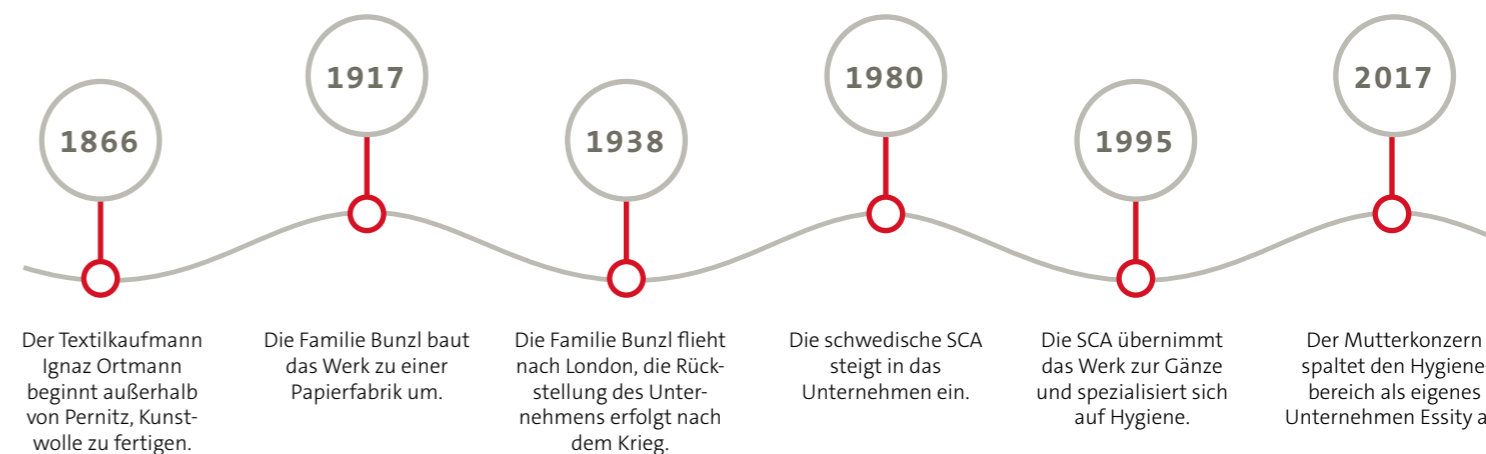 1866
Der Textilkaufmann
Ignaz Ortmann
beginnt außerhalb
von Pernitz, Kunst-
wolle zu fertigen.
1917
Die Familie Bunzl baut
das Werk zu einer
Papierfabrik um.
1938
Die Familie Bunzl flieht
nach London, die Rück-
stellung des Unter-
nehmens erfolgt nach
dem Krieg.
1980
Die schwedische SCA
steigt in das
Unternehmen ein.
1995
Die SCA übernimmt
das Werk zur Gänze
und spezialisiert sich
auf Hygiene.
2017
Der Mutterkonzern
spaltet den Hygiene
bereich als eigenes
Unternehmen Essity a